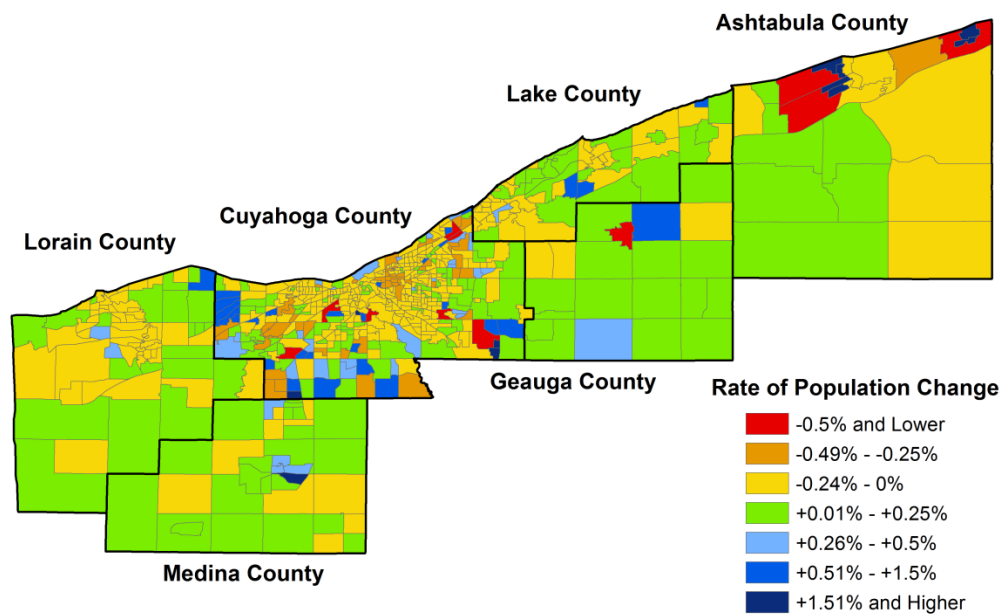 Ashtabula County
Lake County
Cuyahoga County
Lorain County
Geauga County
Medina County
Rate of Population Change
-0.5% and Lower
-0.49% - -0.25%
-0.24% - 0%
+0.01% - +0.25%
+0.26% - +0.5%
+0.51% - +1.5%
+1.51% and Higher